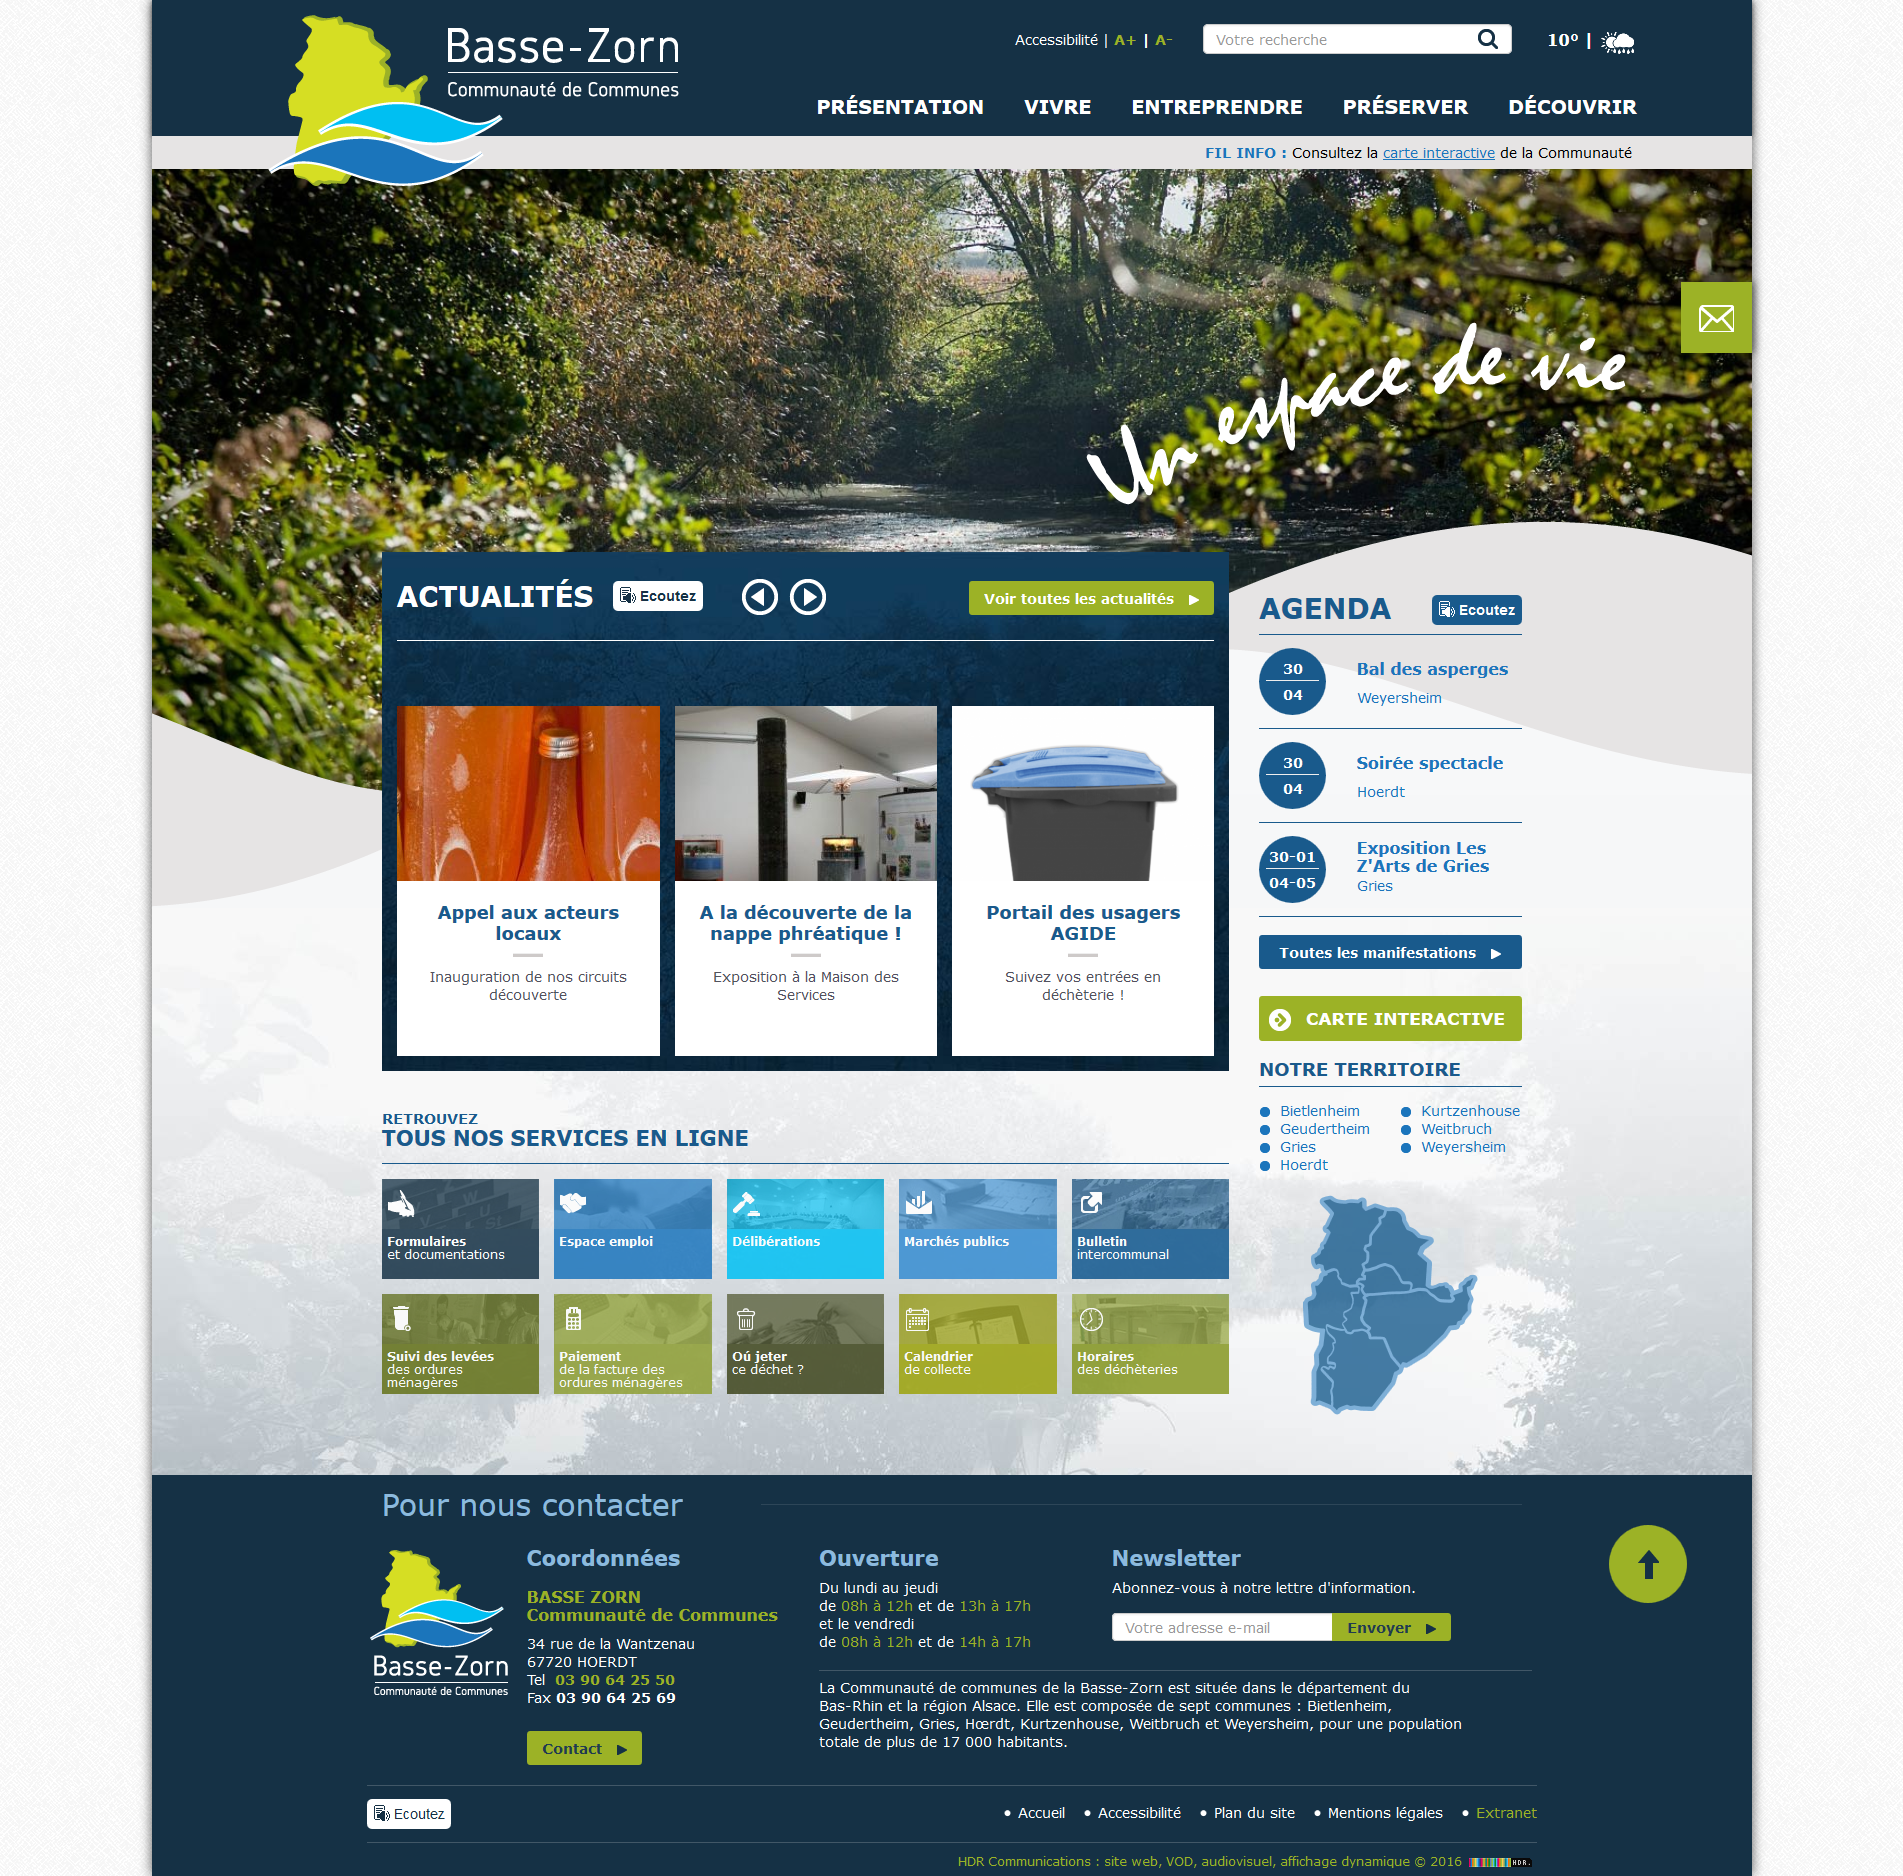 Basse-Zorn
Communauté de Communes
Accessibilité | A+ | A-
Votre recherche
10° |
PRÉSENTATION VIVRE ENTREPRENDRE PRÉSERVER DÉCOUVRIR
FIL INFO : Consultez la carte interactive de la Communauté
Un espace de vie
ACTUALITÉS
Ecoutez
Voir toutes les actualités
Appel aux acteurs
locaux
Inauguration de nos circuits
découverte
A la découverte de la
nappe phréatique !
Exposition à la Maison des
Services
Portail des usagers
AGIDE
Suivez vos entrées en
déchèterie !
AGENDA
Ecoutez
30
04
Bal des asperges
Weyersheim
30
04
Soirée spectacle
Hoerdt
30-01
04-05
Exposition Les
Z'Arts de Gries
Gries
Toutes les manifestations
CARTE INTERACTIVE
NOTRE TERRITOIRE
Bietlenheim
Geudertheim
Gries
Hoerdt
Kurtzenhouse
Weitbruch
Weyersheim
RETROUVEZ
TOUS NOS SERVICES EN LIGNE
Formulaires
et documentations
Espace emploi
Délibérations
Marchés publics
Bulletin
intercommunal
Suivi des levées
des ordures
ménagères
Paiement
de la facture des
ordures ménagères
Oú jeter
ce déchet ?
Calendrier
de collecte
Horaires
des déchèteries
Pour nous contacter
Basse-Zorn
Communauté de Communes
Coordonnées
BASSE ZORN
Communauté de Communes
34 rue de la Wantzenau
67720 HOERDT
Tel 03 90 64 25 50
Fax 03 90 64 25 69
Contact
Ouverture
Du lundi au jeudi
de 08h à 12h et de 13h à 17h
et le vendredi
de 08h à 12h et de 14h à 17h
Newsletter
Abonnez-vous à notre lettre d'information.
Votre adresse e-mail
Envoyer
La Communauté de communes de la Basse-Zorn est située dans le département du
Bas-Rhin et la région Alsace. Elle est composée de sept communes : Bietlenheim,
Geudertheim, Gries, Hœrdt, Kurtzenhouse, Weitbruch et Weyersheim, pour une population
totale de plus de 17 000 habitants.
Ecoutez
Accueil
Accessibilité
Plan du site
Mentions légales
Extranet
HDR Communications : site web, VOD, audiovisuel, affichage dynamique © 2016 HDR.